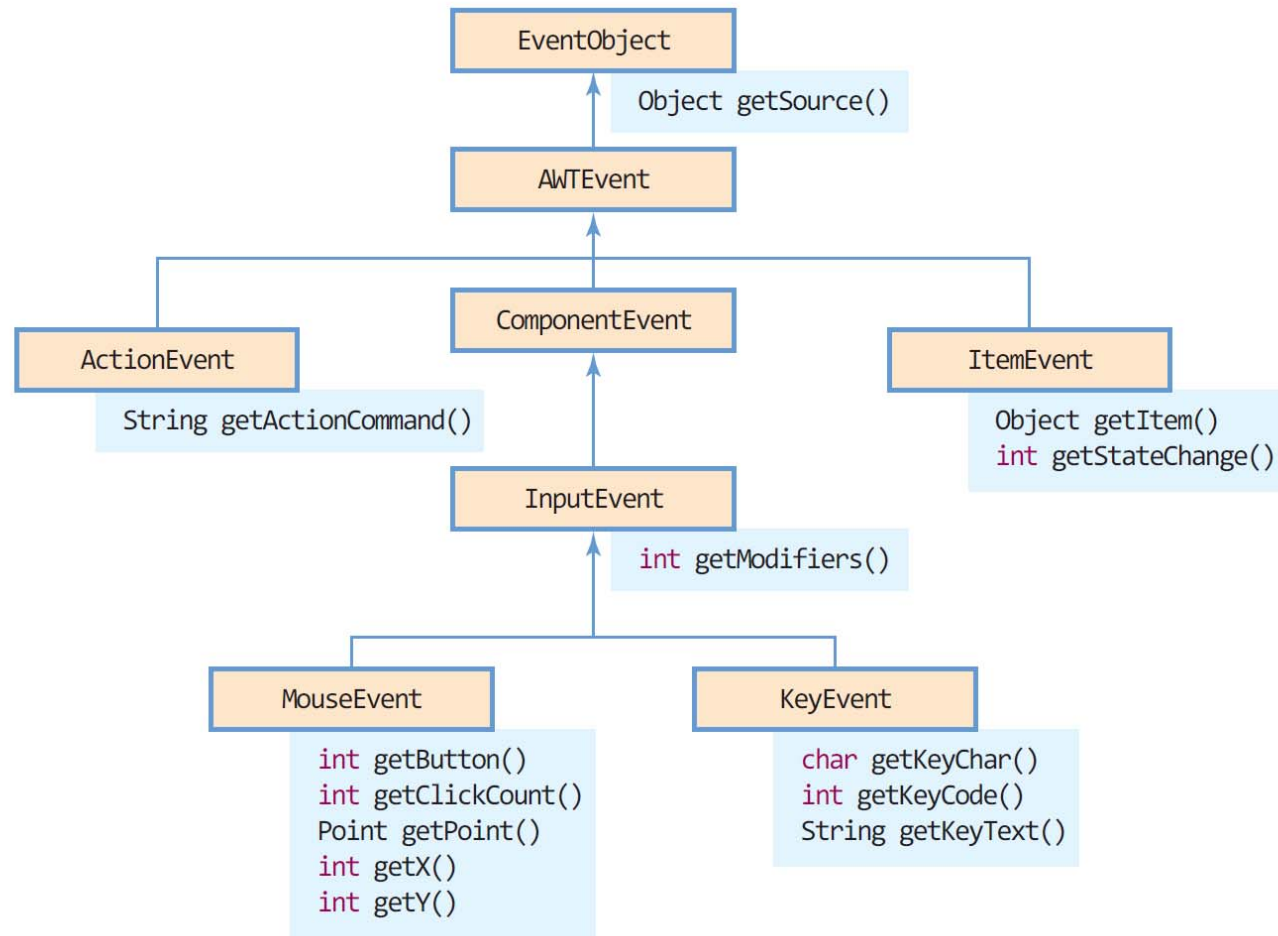 EventObject
Object getSource()
AWTEvent
ComponentEvent
ActionEvent
String getActionCommand()
ItemEvent
Object getItem()
int getStateChange()
InputEvent
int getModifiers()
MouseEvent
int getButton()
int getClickCount()
Point getPoint()
int getX()
int getY()
KeyEvent
char getKeyChar()
int getKeyCode()
String getKeyText()